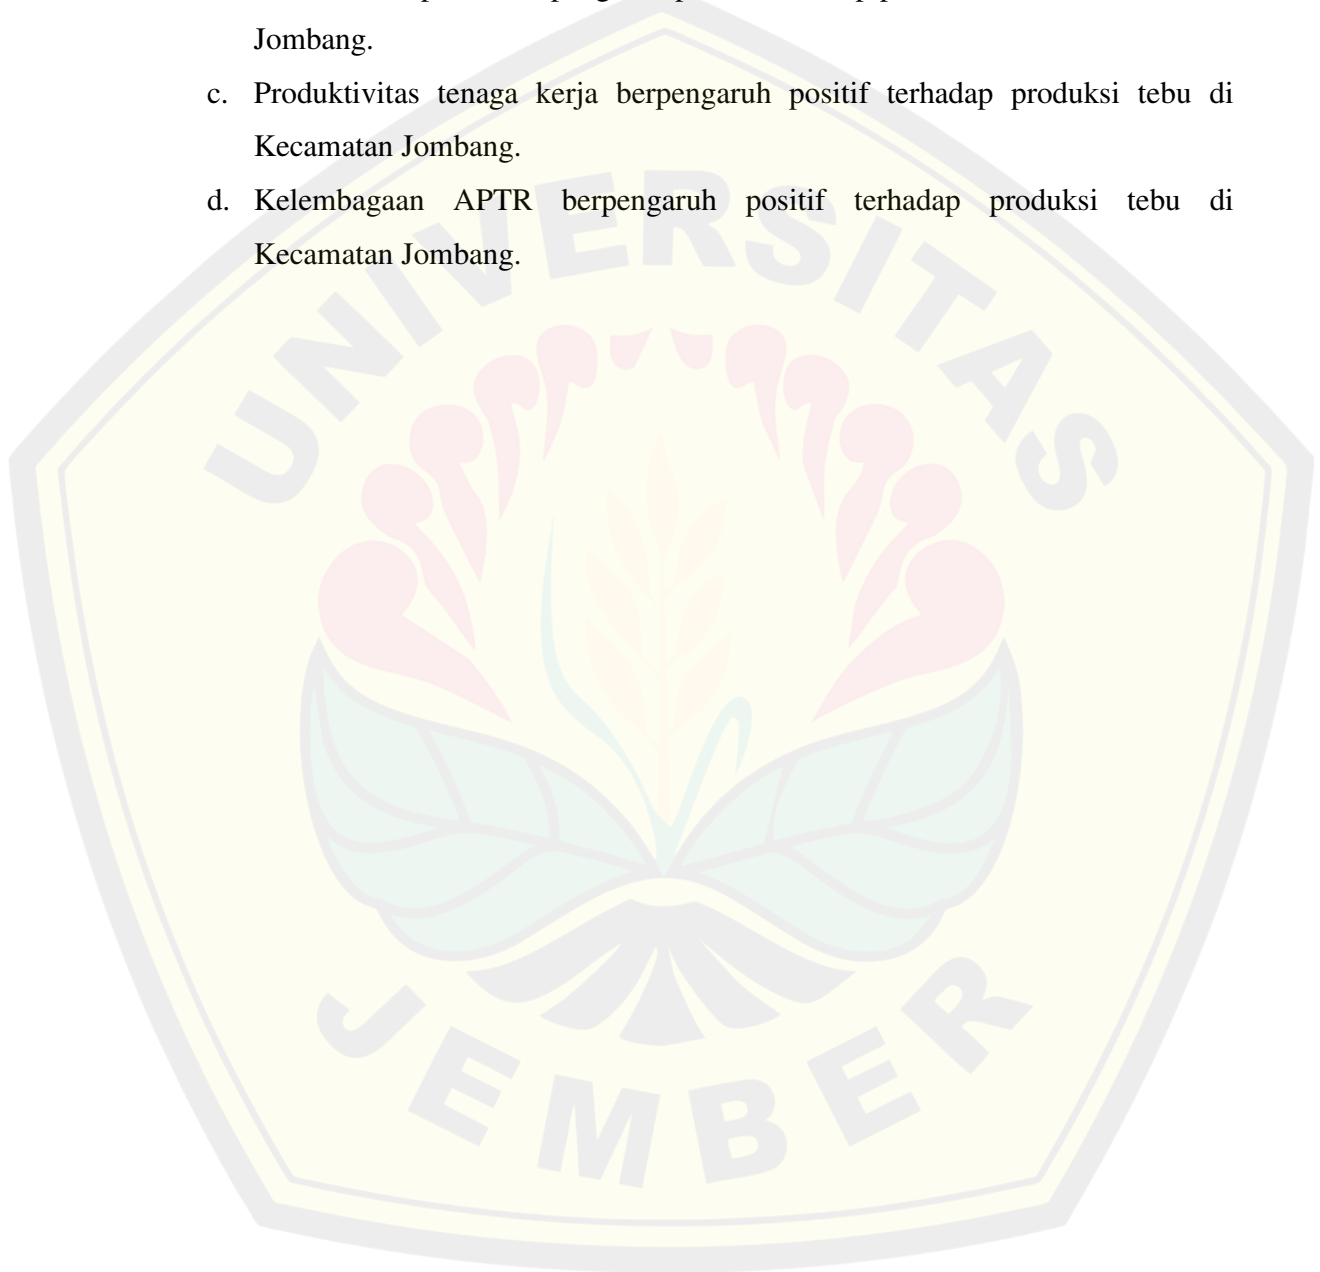 Jombang.
c. Produktivitas tenaga kerja berpengaruh positif terhadap produksi tebu di
Kecamatan Jombang.
d. Kelembagaan APTR berpengaruh positif terhadap produksi tebu di
Kecamatan Jombang.
UNIVERSITAS
JEMBER